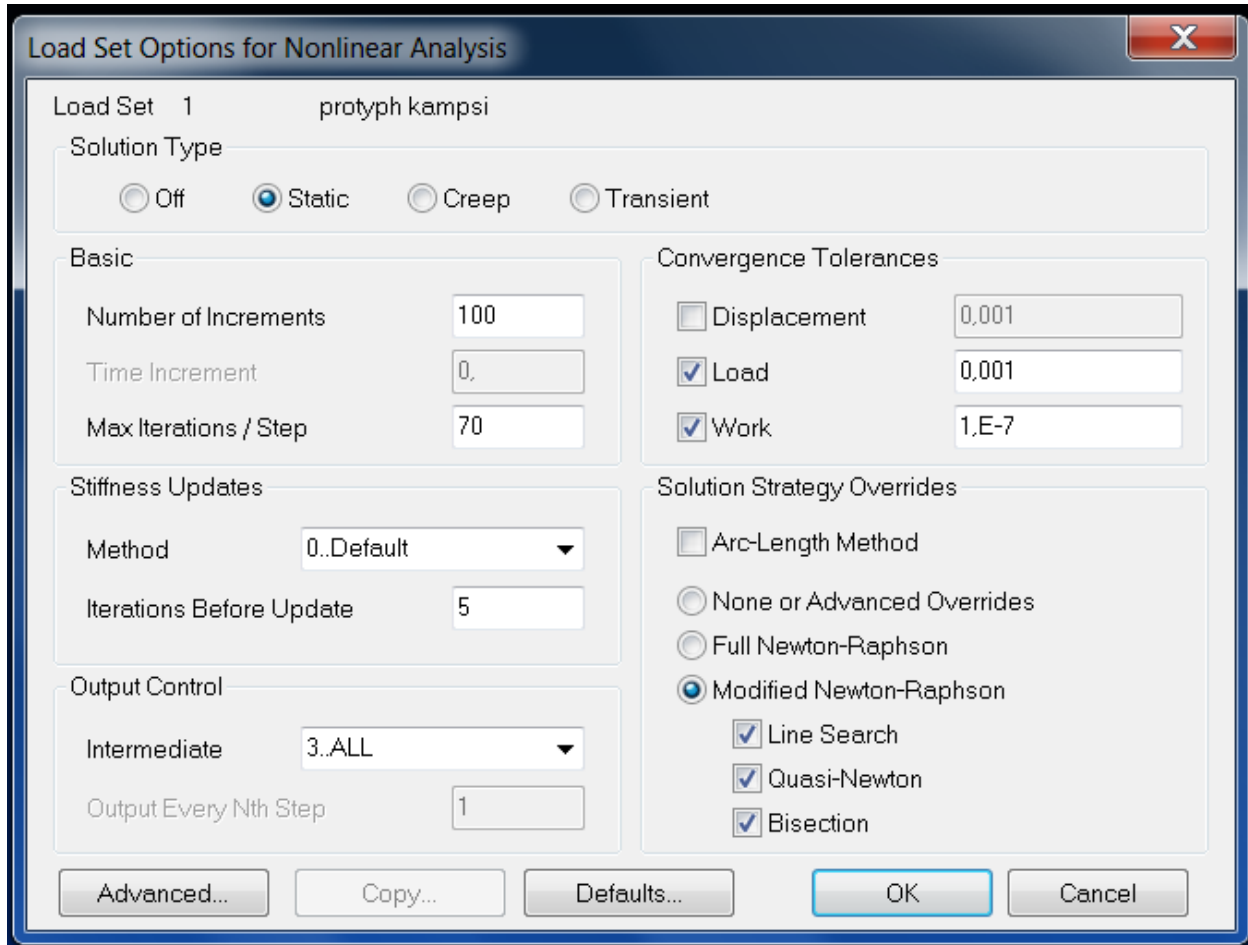 Load Set Options for Nonlinear Analysis
X
Load Set 1 protyph kampsi
Solution Type
Off Static Creep Transient
Basic
Number of Increments 100
Time Increment 0,
Max Iterations / Step 70
Convergence Tolerances
Displacement 0,001
Load 0,001
Work 1,E-7
Stiffness Updates
Method 0..Default
Iterations Before Update 5
Solution Strategy Overrides
Arc-Length Method
None or Advanced Overrides
Full Newton-Raphson
Modified Newton-Raphson
Line Search
Quasi-Newton
Bisection
Output Control
Intermediate 3..ALL
Output Every Nth Step 1
Advanced... Copy... Defaults... OK Cancel